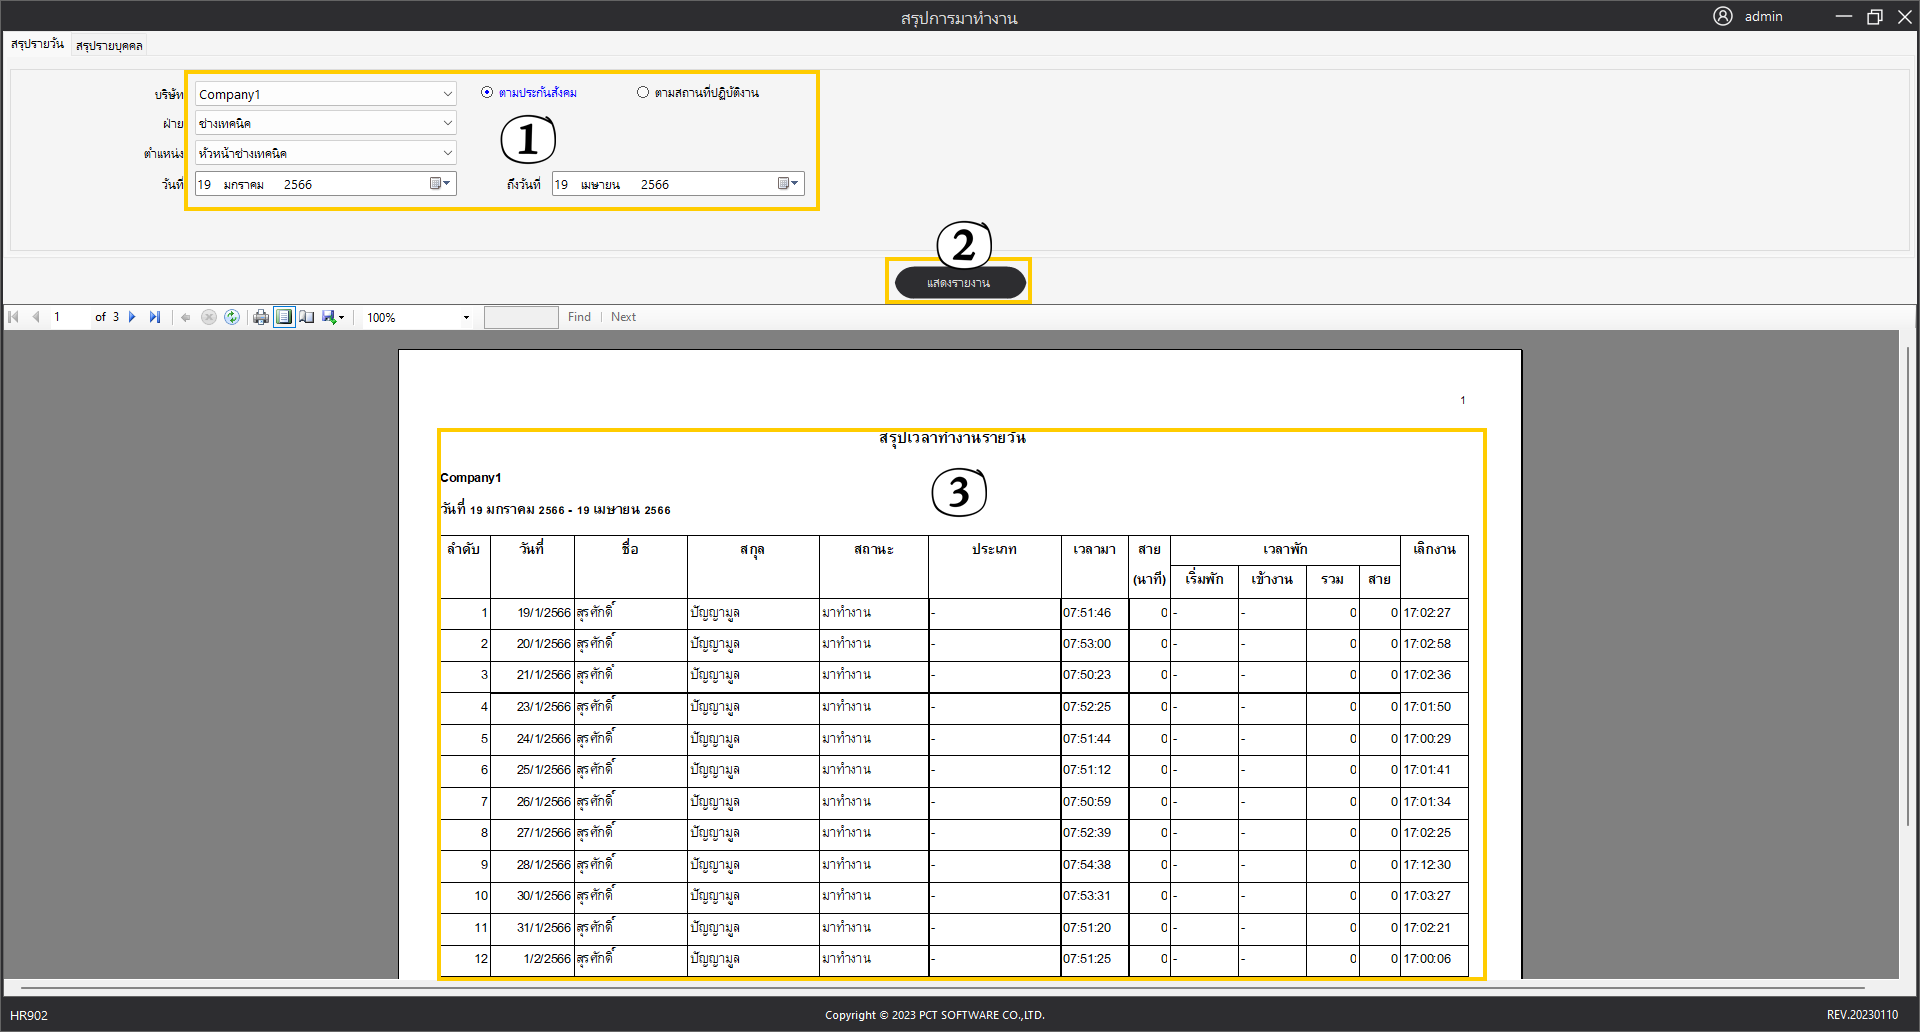 สรุปการมาทำงาน
admin
สรุปรายวัน สรุปรายบุคคล
บริษัท Company1 ตามประกันสังคม ตามสถานที่ปฏิบัติงาน
ฝ่าย ช่างเทคนิค
1
ตำแหน่ง หัวหน้าช่างเทคนิค
วันที่ 19 มกราคม 2566 ถึงวันที่ 19 เมษายน 2566
2
แสดงรายงาน
1 of 3 100% Find | Next
1
สรุปเวลาทำงานรายวัน
Company1
3
วันที่ 19 มกราคม 2566 - 19 เมษายน 2566
ลำดับ วันที่ ชื่อ สกุล สถานะ ประเภท เวลามา สาย เวลาพัก เลิกงาน
(นาที) เริ่มพัก เข้างาน รวม สาย
1 19/1/2566 สุรศักดิ์ ปัญญามูล มาทำงาน - 07:51:46 0 - - 0 0 17:02:27
2 20/1/2566 สุรศักดิ์ ปัญญามูล มาทำงาน - 07:53:00 0 - - 0 0 17:02:58
3 21/1/2566 สุรศักดิ์ ปัญญามูล มาทำงาน - 07:50:23 0 - - 0 0 17:02:36
4 23/1/2566 สุรศักดิ์ ปัญญามูล มาทำงาน - 07:52:25 0 - - 0 0 17:01:50
5 24/1/2566 สุรศักดิ์ ปัญญามูล มาทำงาน - 07:51:44 0 - - 0 0 17:00:29
6 25/1/2566 สุรศักดิ์ ปัญญามูล มาทำงาน - 07:51:12 0 - - 0 0 17:01:41
7 26/1/2566 สุรศักดิ์ ปัญญามูล มาทำงาน - 07:50:59 0 - - 0 0 17:01:34
8 27/1/2566 สุรศักดิ์ ปัญญามูล มาทำงาน - 07:52:39 0 - - 0 0 17:02:25
9 28/1/2566 สุรศักดิ์ ปัญญามูล มาทำงาน - 07:54:38 0 - - 0 0 17:12:30
10 30/1/2566 สุรศักดิ์ ปัญญามูล มาทำงาน - 07:53:31 0 - - 0 0 17:03:27
11 31/1/2566 สุรศักดิ์ ปัญญามูล มาทำงาน - 07:51:20 0 - - 0 0 17:02:21
12 1/2/2566 สุรศักดิ์ ปัญญามูล มาทำงาน - 07:51:25 0 - - 0 0 17:00:06
HR902 Copyright © 2023 PCT SOFTWARE CO.,LTD. REV.20230110